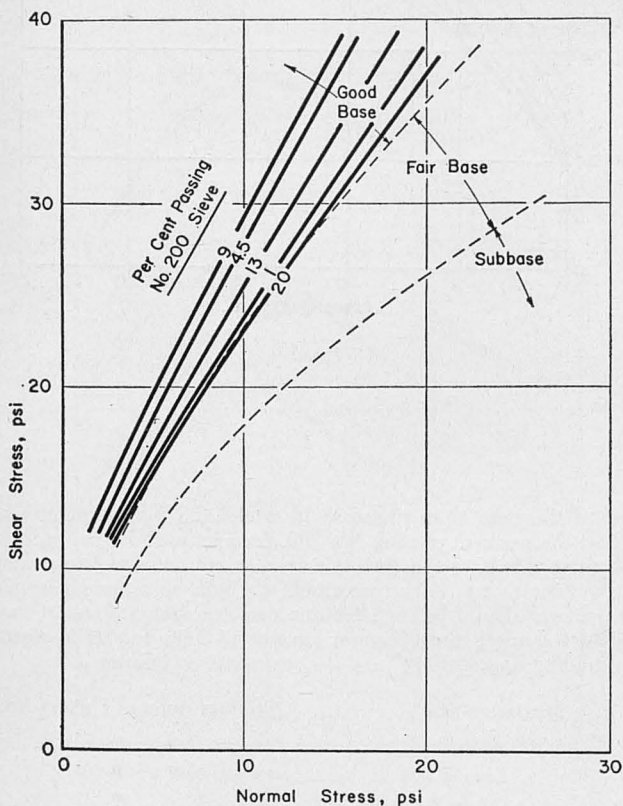 40
30
20
10
0
Shear Stress, psi
Per Cent Passing
No. 200 Sieve
9
4.5
13
1
20
Good
Base
Fair Base
Subbase
0
10
20
30
Normal Stress, psi